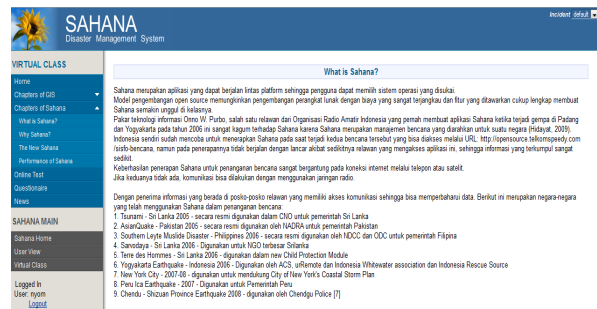 SAHANA
Disaster Management System
Incident default
VIRTUAL CLASS
Home
Chapters of GIS
Chapters of Sahana
What is Sahana?
Why Sahana?
The New Sahana
Performance of Sahana
Online Test
Questionaire
News
SAHANA MAIN
Sahana Home
User View
Virtual Class
Logged In
User: nyom
Logout
What is Sahana?
Sahana merupakan aplikasi yang dapat berjalan lintas platform sehingga pengguna dapat memilih sistem operasi yang disukai.
Model pengembangan open source memungkinkan pengembangan perangkat lunak dengan biaya yang sangat terjangkau dan fitur yang ditawarkan cukup lengkap membuat
Sahana semakin unggul di kelasnya.
Pakar teknologi informasi Onno W. Purbo, salah satu relawan dari Organisasi Radio Amatir Indonesia yang pernah membuat aplikasi Sahana ketika terjadi gempa di Padang
dan Yogyakarta pada tahun 2006 ini sangat kagum terhadap Sahana karena Sahana merupakan manajemen bencana yang diarahkan untuk suatu negara (Hidayat, 2009).
Indonesia sendiri sudah mencoba untuk menerapkan Sahana pada saat terjadi kedua bencana tersebut yang bisa diakses melalui URL: http://opensource.telkomspeedy.com
/sisfo-bencana, namun pada penerapannya tidak berjalan dengan lancar akibat sedikitnya relawan yang mengakses aplikasi ini, sehingga informasi yang terkumpul sangat
sedikit.
Keberhasilan penerapan Sahana untuk penanganan bencana sangat bergantung pada koneksi internet melalui telepon atau satelit.
Jika keduanya tidak ada, komunikasi bisa dilakukan dengan menggunakan jaringan radio.
Dengan penerima informasi yang berada di posko-posko relawan yang memiliki akses komunikasi sehingga bisa memperbaharui data. Berikut ini merupakan negara-negara
yang telah menggunakan Sahana dalam penanganan bencana:
1. Tsunami - Sri Lanka 2005 - secara resmi digunakan dalam CNO untuk pemerintah Sri Lanka
2. AsianQuake - Pakistan 2005 - secara resmi digunakan oleh NADRA untuk pemerintah Pakistan
3. Southern Leyte Muslide Disaster - Philippines 2006 - secara resmi digunakan oleh NDCC dan ODC untuk pemerintah Filipina
4. Sarvodaya - Sri Lanka 2006 - Digunakan untuk NGO terbesar Srilanka
5. Terre des Hommes - Sri Lanka 2006 - digunakan dalam new Child Protection Module
6. Yogyakarta Earthquake - Indonesia 2006 - Digunakan oleh ACS, urRemote dan Indonesia Whitewater association dan Indonesia Rescue Source
7. New York City - 2007-08 - digunakan untuk mendukung City of New York's Coastal Storm Plan
8. Peru Ica Earthquake - 2007 - Digunakan untuk Pemerintah Peru
9. Chendu - Shizuan Province Earthquake 2008 - digunakan oleh Chendgu Police [7]